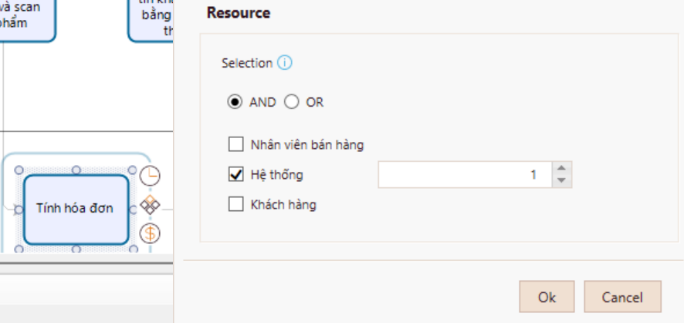 và scan
phẩm
bằng
Resource
Selection
AND
OR
Nhân viên bán hàng
Hệ thống
1
Khách hàng
Tính hóa đơn
Ok
Cancel